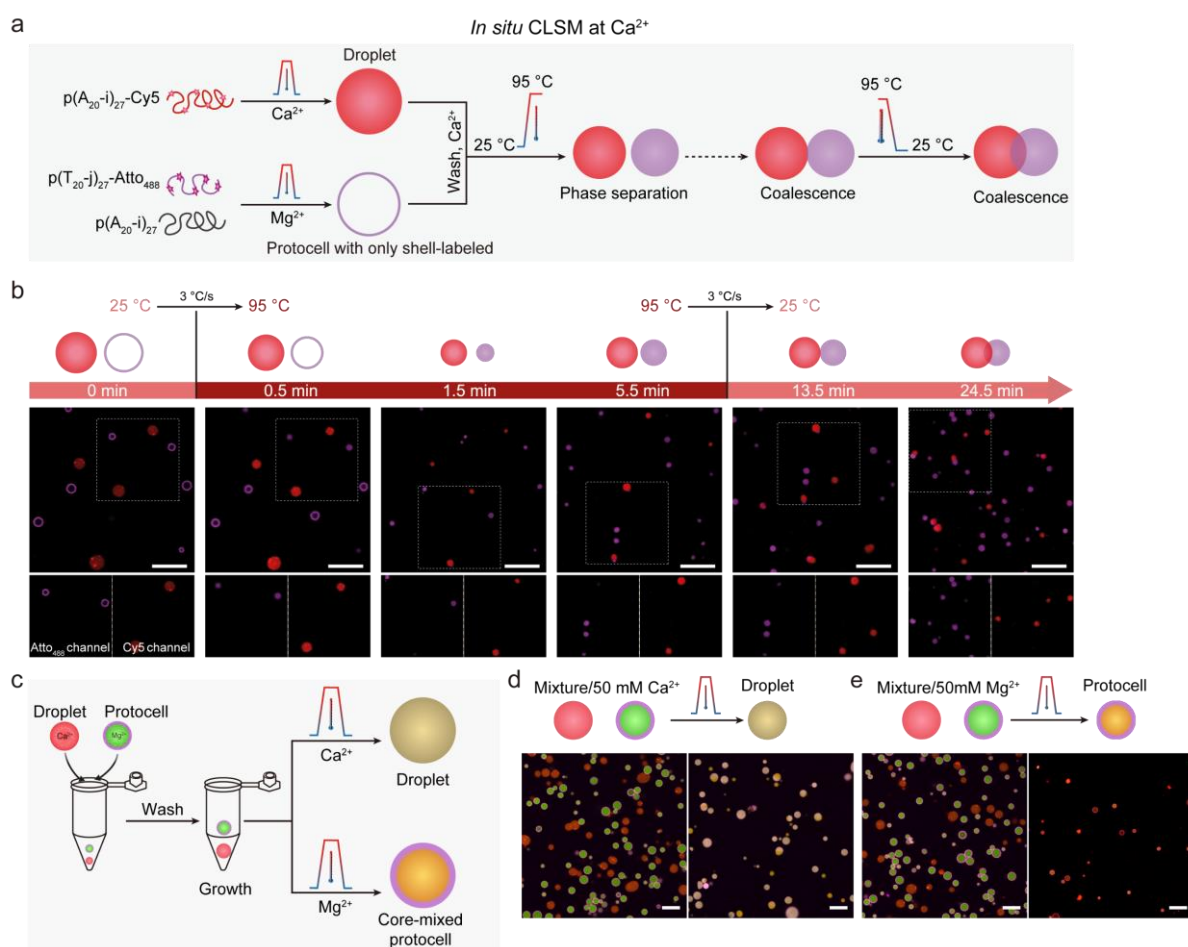 a
In situ CLSM at Ca²⁺
Droplet
p(A₂₀-i)₂₇-Cy5
Ca²⁺
p(T₂₀-j)₂₇-Atto₄₈₈
p(A₂₀-i)₂₇
Mg²⁺
Protocell with only shell-labeled
Wash, Ca²⁺
95 °C
25 °C
Phase separation
Coalescence
95 °C
25 °C
Coalescence
b
25 °C 3 °C/s 95 °C
95 °C 3 °C/s 25 °C
0 min 0.5 min 1.5 min 5.5 min 13.5 min 24.5 min
Atto₄₈₈ channel Cy5 channel
c
Droplet Protocell
Ca²⁺ Mg²⁺
Wash
Growth
Ca²⁺
Droplet
Mg²⁺
Core-mixed
protocell
d
Mixture/50 mM Ca²⁺ Droplet
e
Mixture/50mM Mg²⁺ Protocell